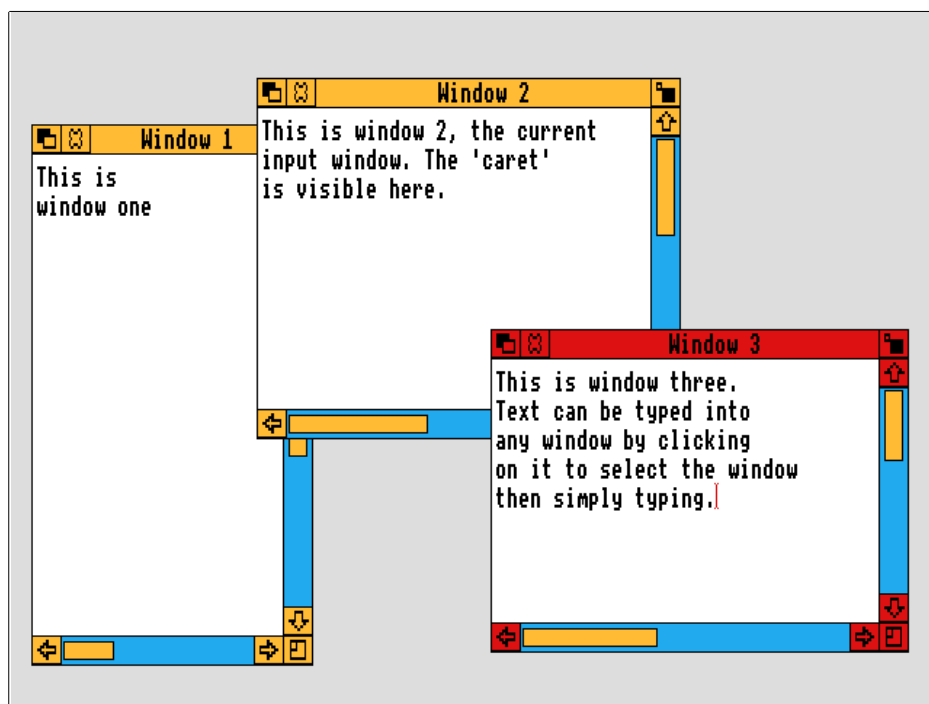 Window 2
This is window 2, the current
input window. The 'caret'
is visible here.
Window 1
This is
window one
Window 3
This is window three.
Text can be typed into
any window by clicking
on it to select the window
then simply typing.